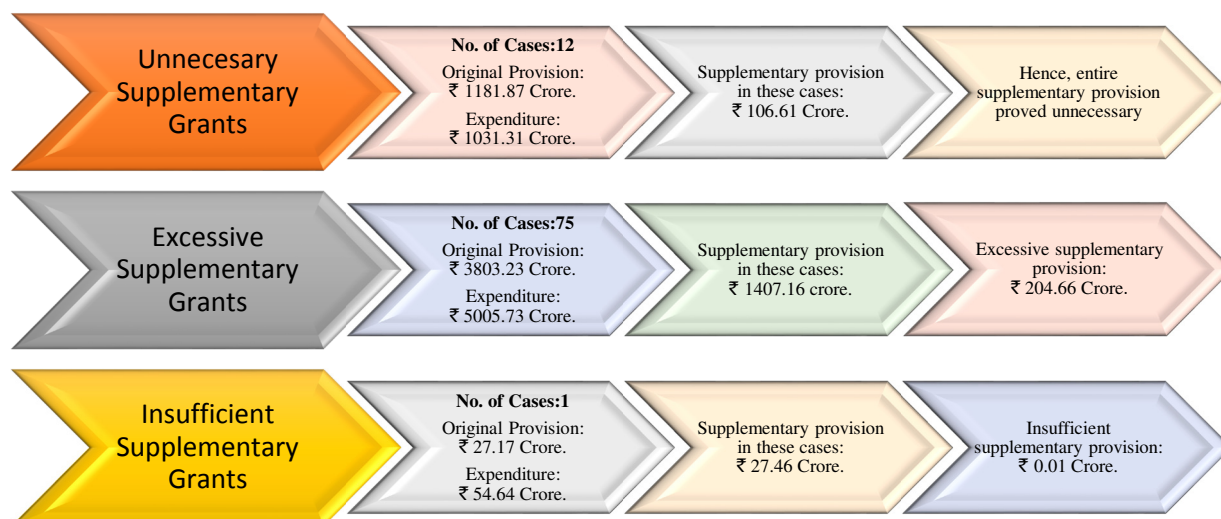 Unnecesary
Supplementary
Grants
No. of Cases:12
Original Provision:
₹ 1181.87 Crore.
Expenditure:
₹ 1031.31 Crore.
Supplementary provision
in these cases:
₹ 106.61 Crore.
Hence, entire
supplementary provision
proved unnecessary
Excessive
Supplementary
Grants
No. of Cases:75
Original Provision:
₹ 3803.23 Crore.
Expenditure:
₹ 5005.73 Crore.
Supplementary provision
in these cases:
₹ 1407.16 crore.
Excessive supplementary
provision:
₹ 204.66 Crore.
Insufficient
Supplementary
Grants
No. of Cases:1
Original Provision:
₹ 27.17 Crore.
Expenditure:
₹ 54.64 Crore.
Supplementary provision
in these cases:
₹ 27.46 Crore.
Insufficient
supplementary provision:
₹ 0.01 Crore.